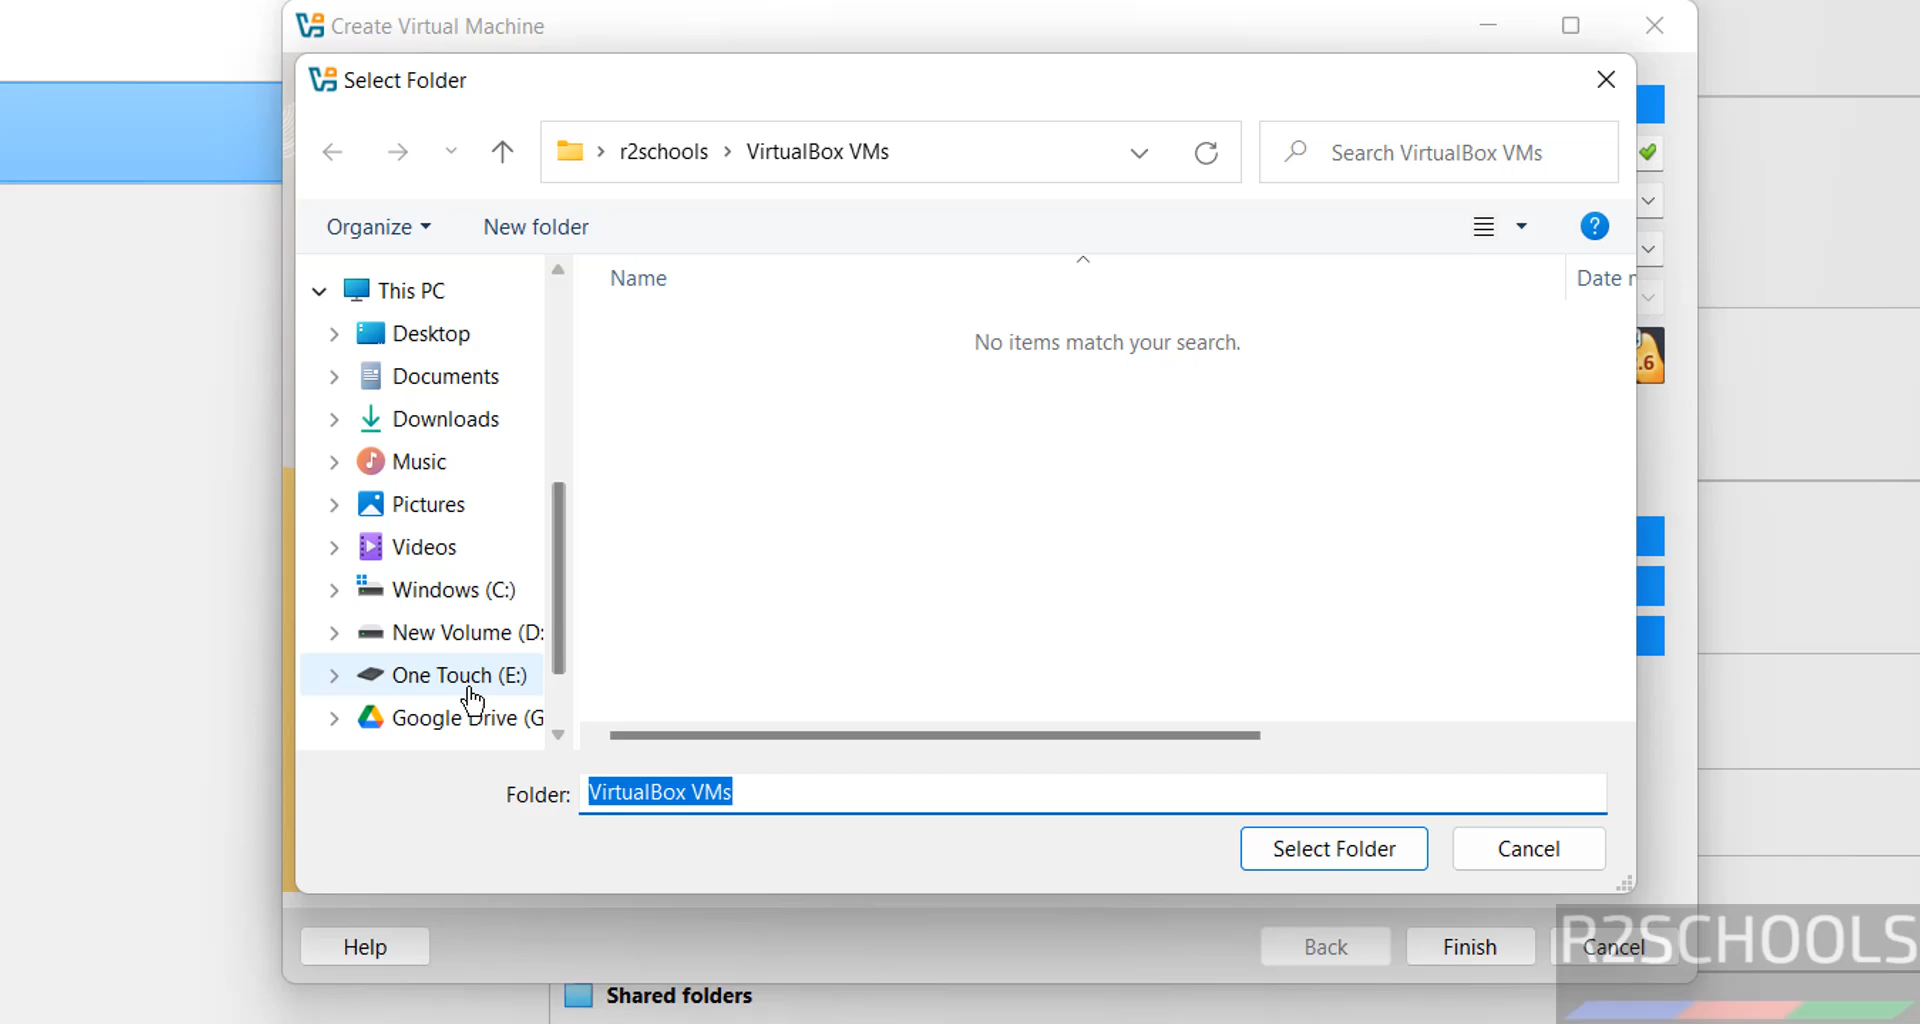 Create Virtual Machine
Select Folder
r2schools > VirtualBox VMs
Search VirtualBox VMs
Organize
New folder
?
Name
Date
No items match your search.
This PC
Desktop
Documents
Downloads
Music
Pictures
Videos
Windows (C:)
New Volume (D:
One Touch (E:)
Google Drive (G
.6
Folder: VirtualBox VMs
Select Folder
Cancel
Help
Back
Finish
Cancel
R2SCHOOLS
Shared folders